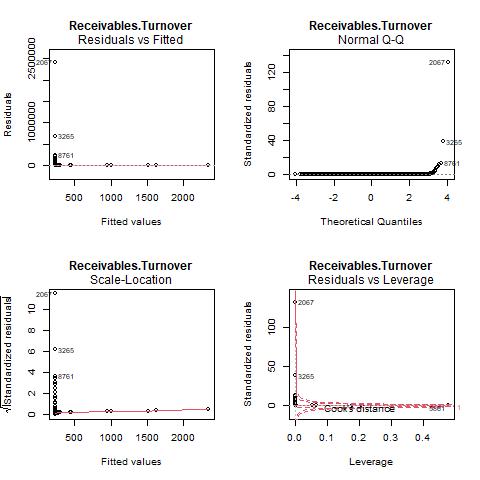 Receivables.Turnover
Residuals vs Fitted
Residuals
0 1000000 2500000
2067
3265
8761
500 1000 1500 2000
Fitted values
Receivables.Turnover
Normal Q-Q
Standardized residuals
0 40 80 120
2067
3265
8761
-4 -2 0 2 4
Theoretical Quantiles
Receivables.Turnover
Scale-Location
√|Standardized residuals|
0 2 4 6 8 10
2067
3265
8761
500 1000 1500 2000
Fitted values
Receivables.Turnover
Residuals vs Leverage
Standardized residuals
0 50 100
2067
3265
Cook's distance
1
0.0 0.1 0.2 0.3 0.4
Leverage